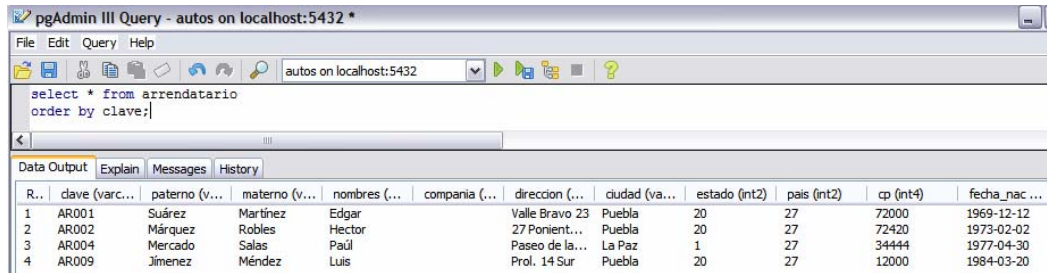 pgAdmin III Query - autos on localhost:5432 *
File Edit Query Help
autos on localhost:5432
select * from arrendatario
order by clave;
Data Output Explain Messages History
R.. clave (varc... paterno (v... materno (v... nombres (... compania (... direccion (... ciudad (va... estado (int2) pais (int2) cp (int4) fecha_nac ...
1 AR001 Suárez Martínez Edgar Valle Bravo 23 Puebla 20 27 72000 1969-12-12
2 AR002 Márquez Robles Hector 27 Ponient... Puebla 20 27 72420 1973-02-02
3 AR004 Mercado Salas Paúl Paseo de la... La Paz 1 27 34444 1977-04-30
4 AR009 Jímenez Méndez Luis Prol. 14 Sur Puebla 20 27 12000 1984-03-20